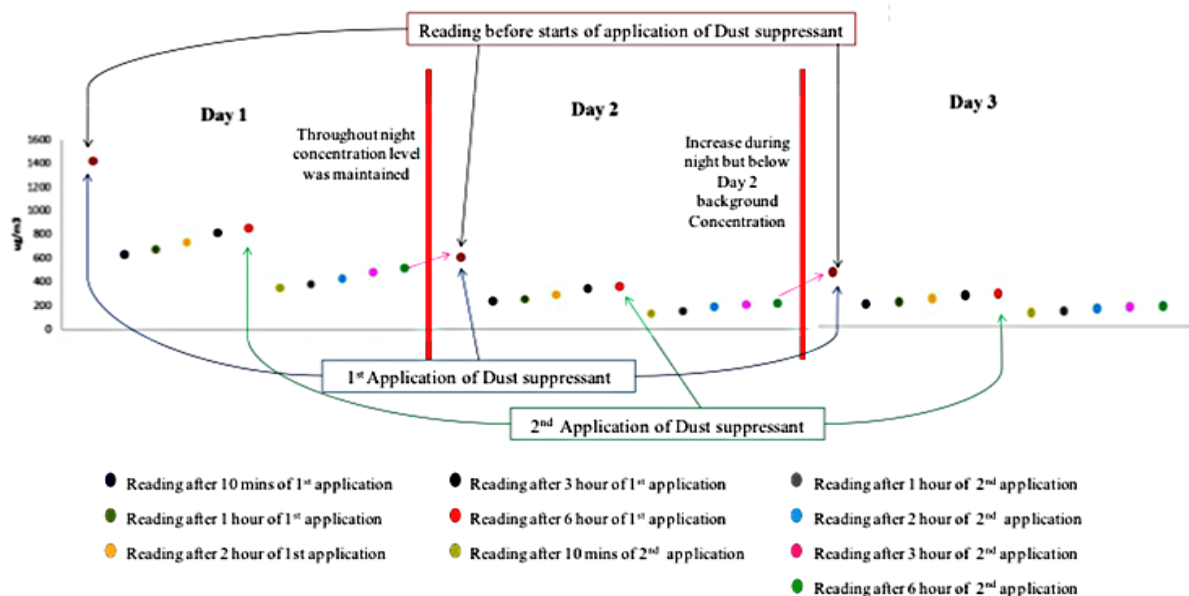 Reading before starts of application of Dust suppressant
Day 1
Day 2
Day 3
Throughout night
concentration level
was maintained
Increase during
night but below
Day 2
background
Concentration
ug/m3
1600
1400
1200
1000
800
600
400
200
0
1st Application of Dust suppressant
2nd Application of Dust suppressant
Reading after 10 mins of 1st application
Reading after 1 hour of 1st application
Reading after 2 hour of 1st application
Reading after 3 hour of 1st application
Reading after 6 hour of 1st application
Reading after 10 mins of 2nd application
Reading after 1 hour of 2nd application
Reading after 2 hour of 2nd application
Reading after 3 hour of 2nd application
Reading after 6 hour of 2nd application